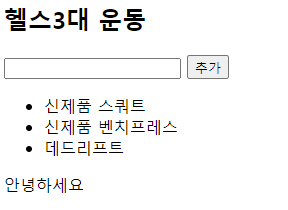 헬스3대 운동
추가
신제품 스쿼트
신제품 벤치프레스
데드리프트
안녕하세요